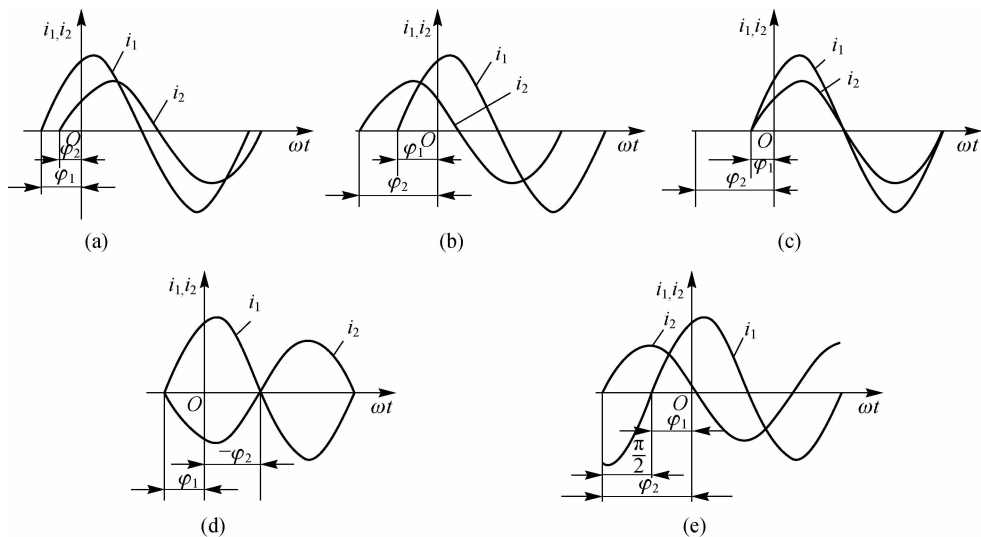 i₁,i₂
i₁
i₂
O
ωt
φ₂
φ₁
(a)
i₁,i₂
i₁
i₂
O
ωt
φ₁
φ₂
(b)
i₁,i₂
i₁
i₂
O
ωt
φ₁
φ₂
(c)
i₁,i₂
i₁
i₂
O
ωt
−φ₂
φ₁
(d)
i₁,i₂
i₂
i₁
O
ωt
φ₁
π/2
φ₂
(e)